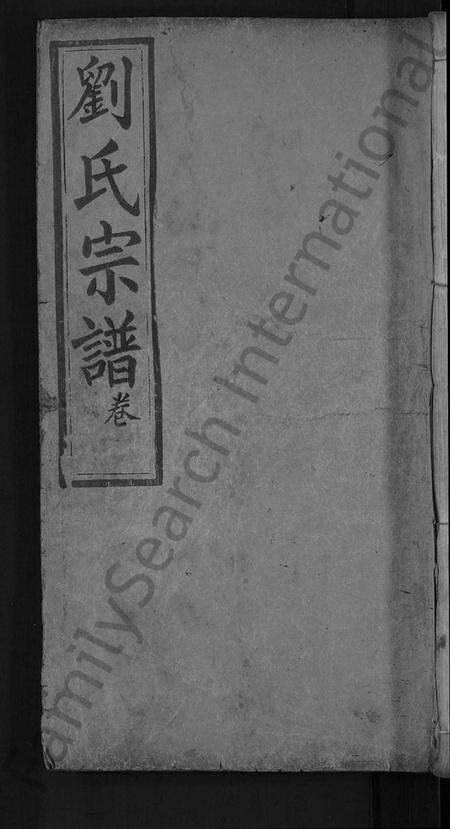 劉氏宗譜
卷
FamilySearch International